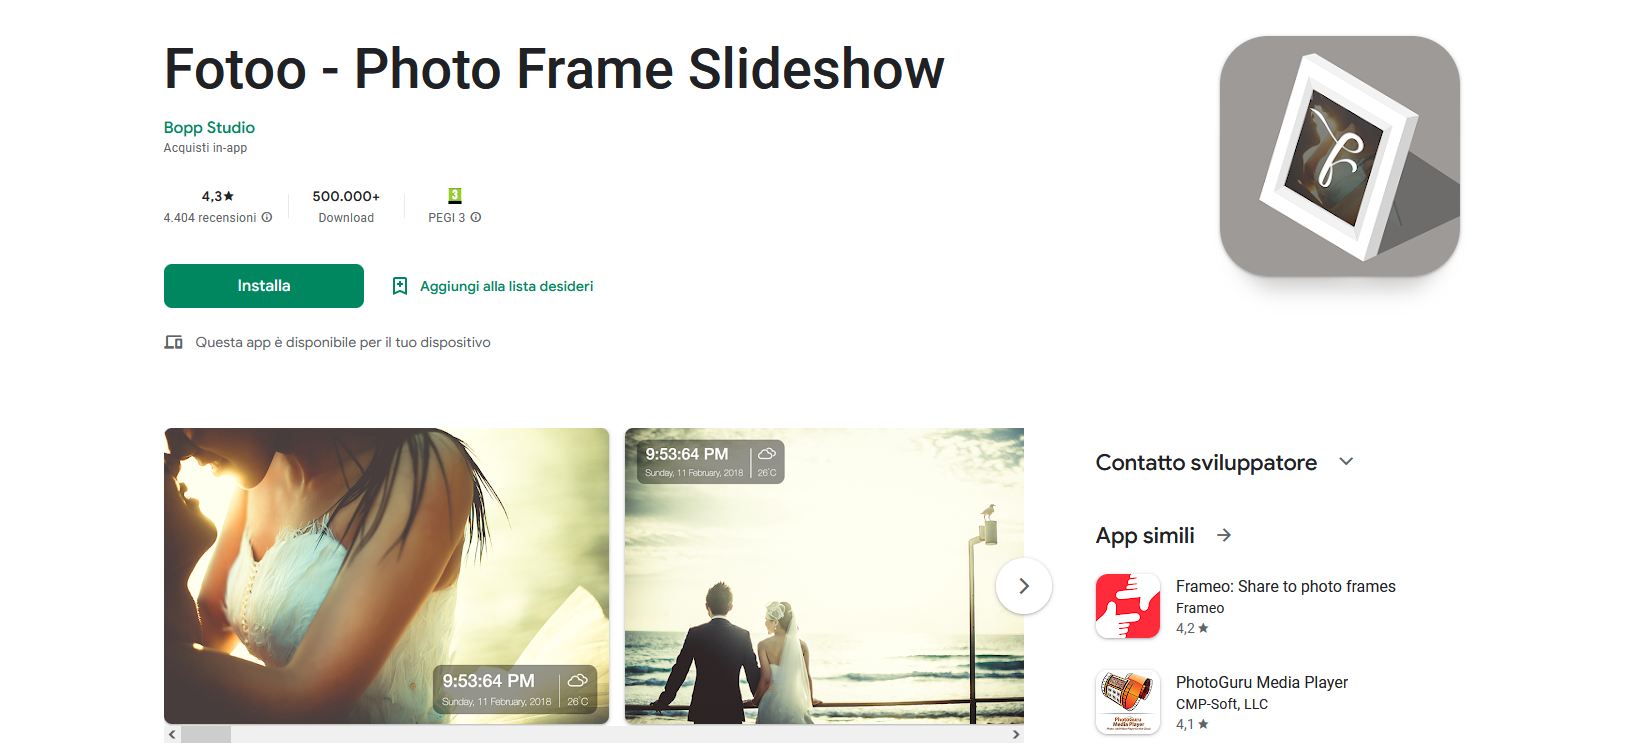 Fotoo - Photo Frame Slideshow
Bopp Studio
Acquisti in-app
4,3★
4.404 recensioni
500.000+
Download
3
PEGI 3
Installa
Aggiungi alla lista desideri
Questa app è disponibile per il tuo dispositivo
9:53:64 PM
Sunday, 11 February, 2018
26°C
9:53:64 PM
Sunday, 11 February, 2018
26°C
Contatto sviluppatore
App simili
Frameo: Share to photo frames
Frameo
4,2★
PhotoGuru Media Player
CMP-Soft, LLC
4,1★
PhotoGuru
Media Player